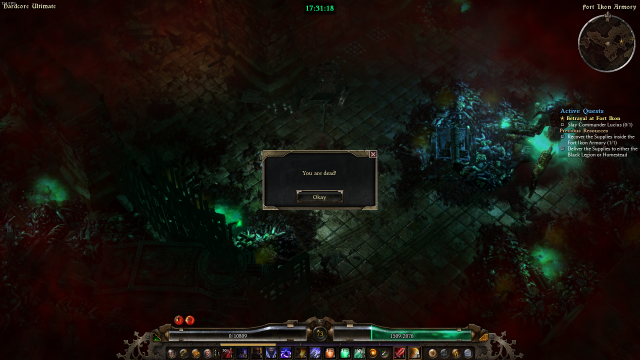 Hardcore Ultimate
17:31:18
Fort Ikon Armory
Active Quests
Betrayal at Fort Ikon
Slay Commander Lucius (0/1)
Precious Resources
Recover the Supplies inside the
Fort Ikon Armory (1/1)
Deliver the Supplies to either the
Black Legion or Homestead
You are dead!
Okay